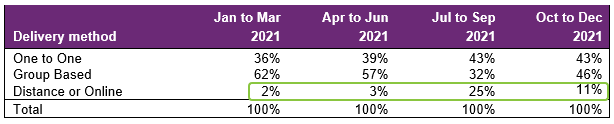 Delivery method Jan to Mar 2021 Apr to Jun 2021 Jul to Sep 2021 Oct to Dec 2021
One to One 36% 39% 43% 43%
Group Based 62% 57% 32% 46%
Distance or Online 2% 3% 25% 11%
Total 100% 100% 100% 100%